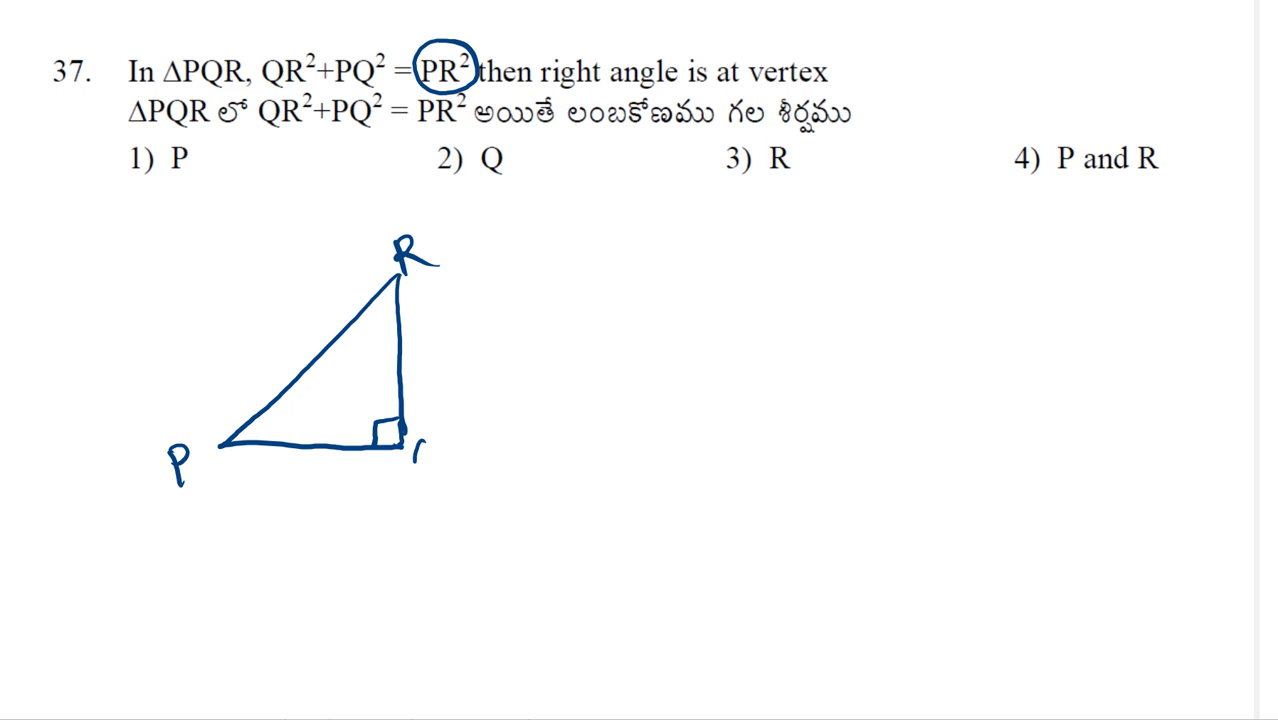 37. In ΔPQR, QR²+PQ² = PR² then right angle is at vertex
ΔPQR లో QR²+PQ² = PR² అయితే లంబకోణము గల శీర్షము
1) P 2) Q 3) R 4) P and R
R
P